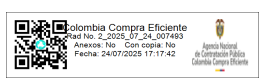 Colombia Compra Eficiente
Rad No. 2_2025_07_24_007493
Anexos: No Con copia: No
Fecha: 24/07/2025 17:17:42
Agencia Nacional
de Contratación Pública
Colombia Compra Eficiente